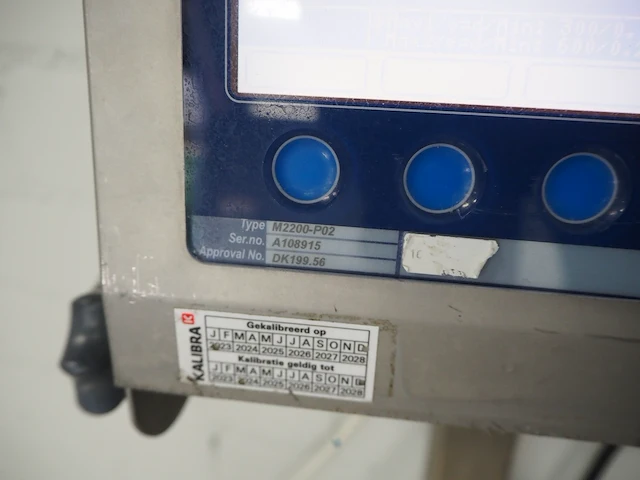 Type M2200-P02
Ser.no. A108915
Approval No. DK199.56
KALIBRA K
Gekalibreerd op
J F M A M J J A S O N D
2023 2024 2025 2026 2027 2028
Kalibratie geldig tot
J F M A M J J A S O N D
2023 2024 2025 2026 2027 2028